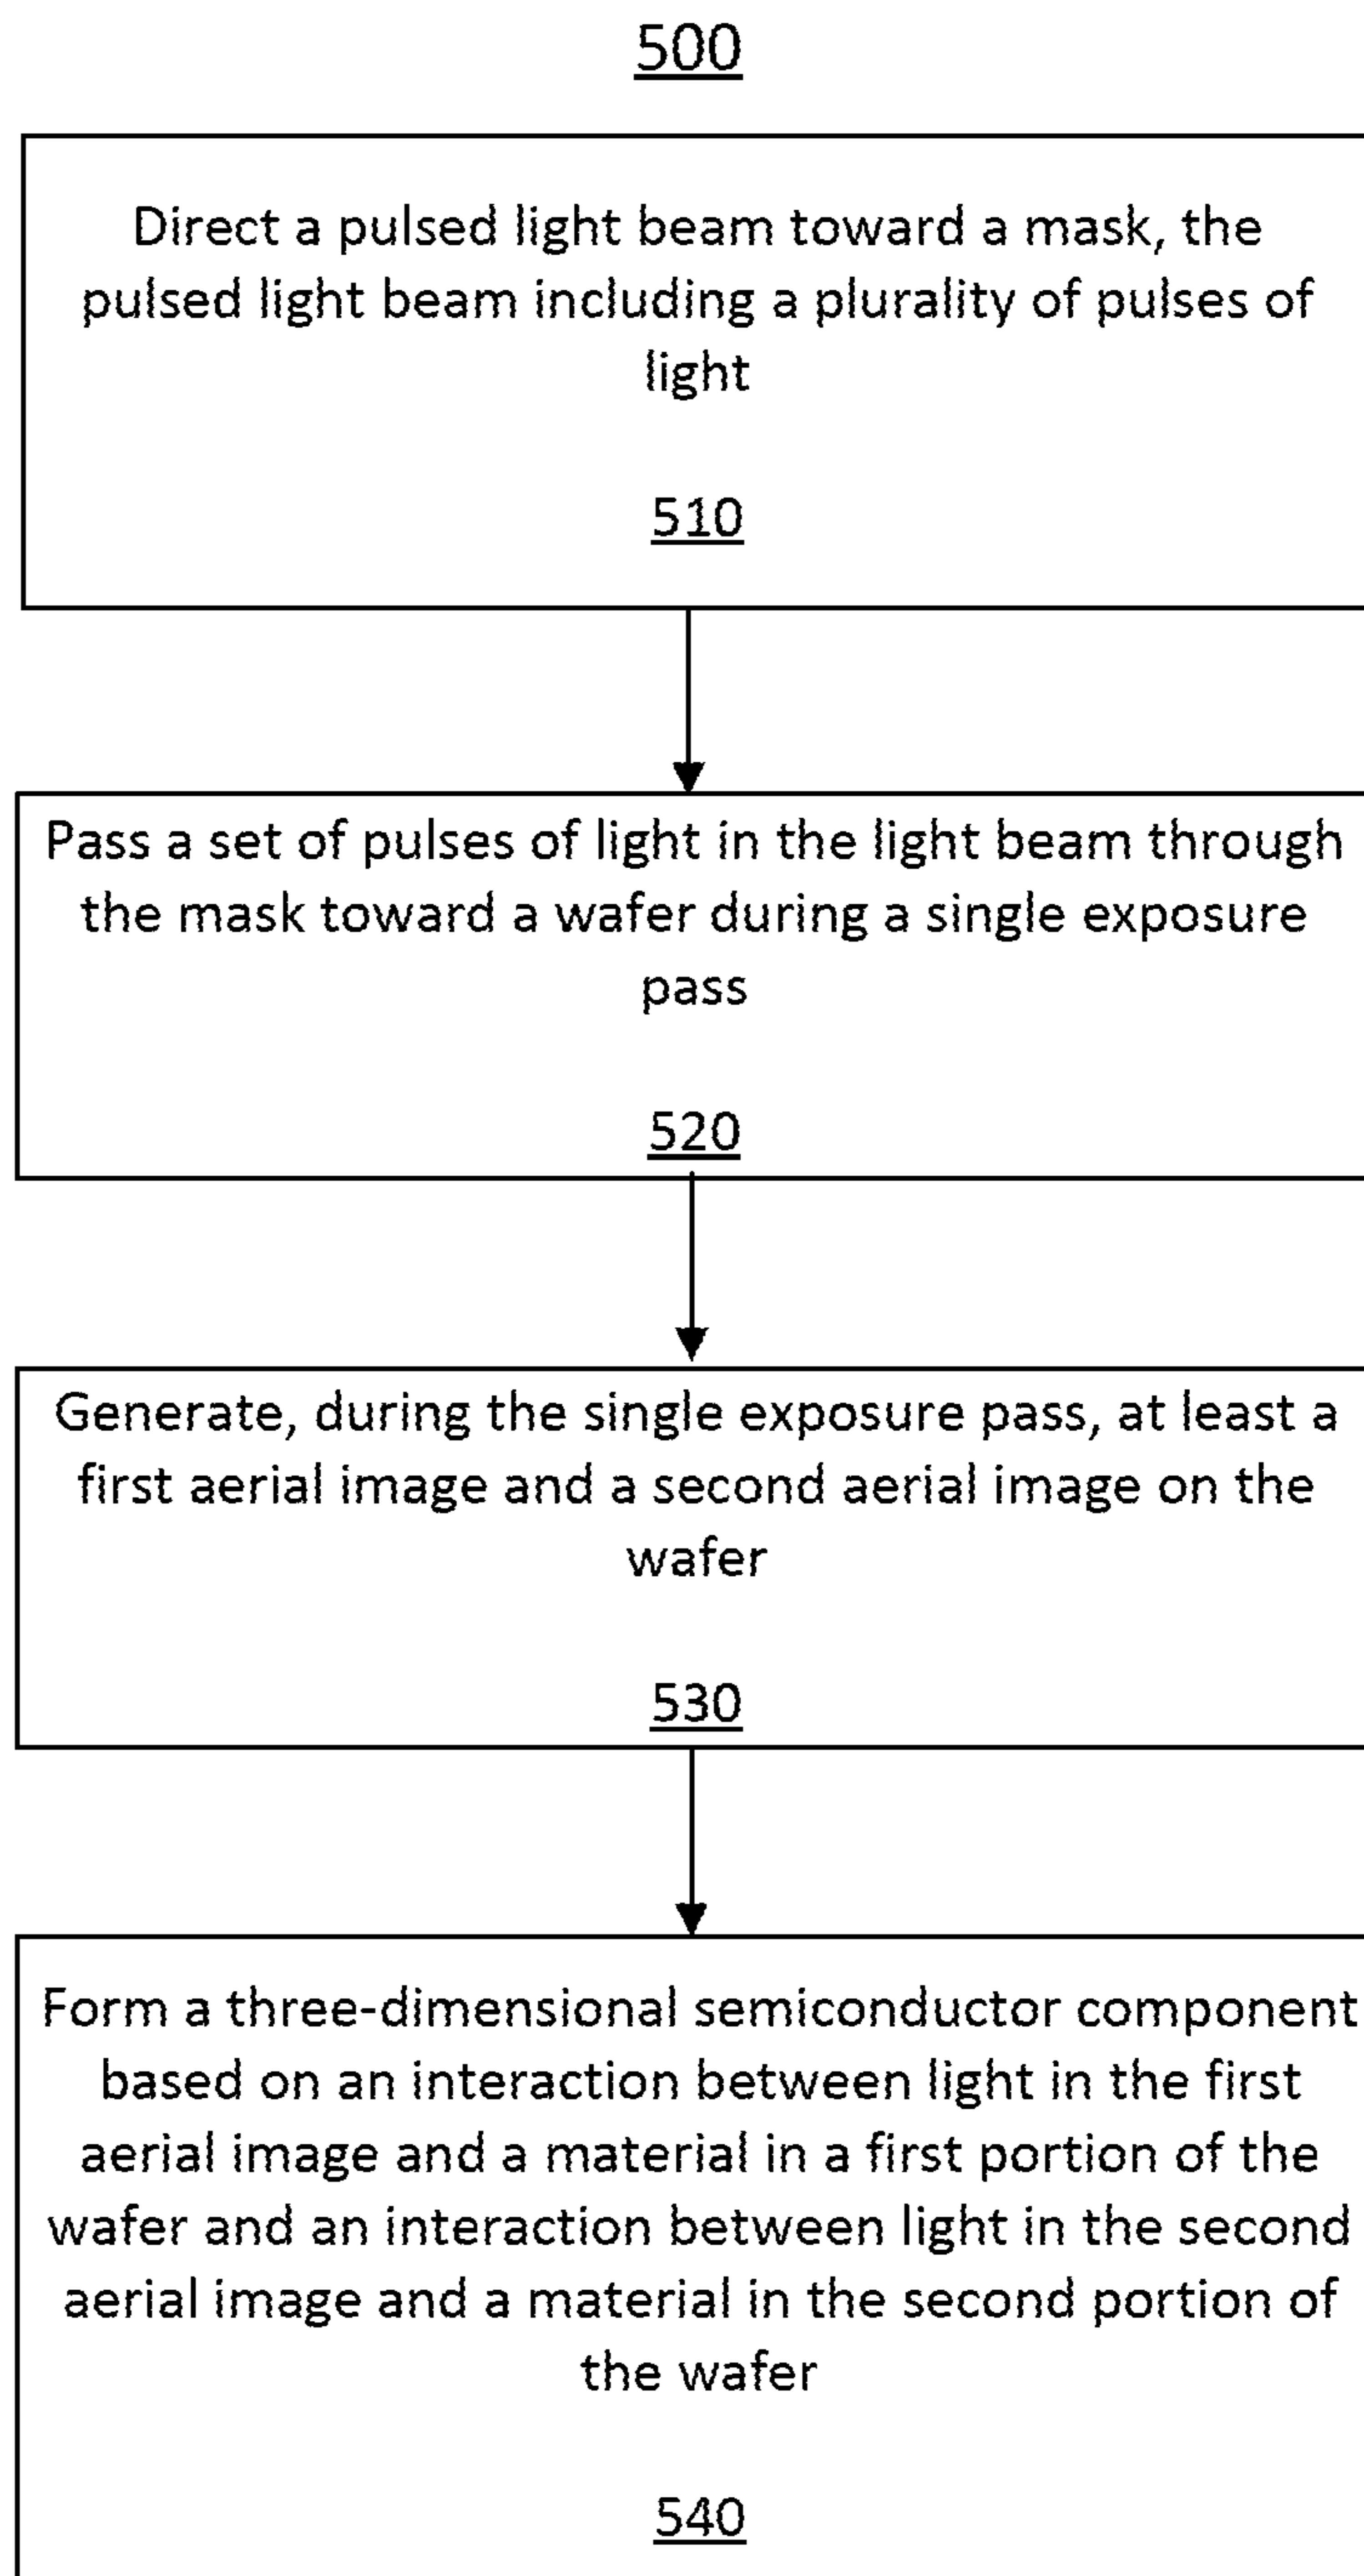 500
Direct a pulsed light beam toward a mask, the
pulsed light beam including a plurality of pulses of
light
510
Pass a set of pulses of light in the light beam through
the mask toward a wafer during a single exposure
pass
520
Generate, during the single exposure pass, at least a
first aerial image and a second aerial image on the
wafer
530
Form a three-dimensional semiconductor component
based on an interaction between light in the first
aerial image and a material in a first portion of the
wafer and an interaction between light in the second
aerial image and a material in the second portion of
the wafer
540